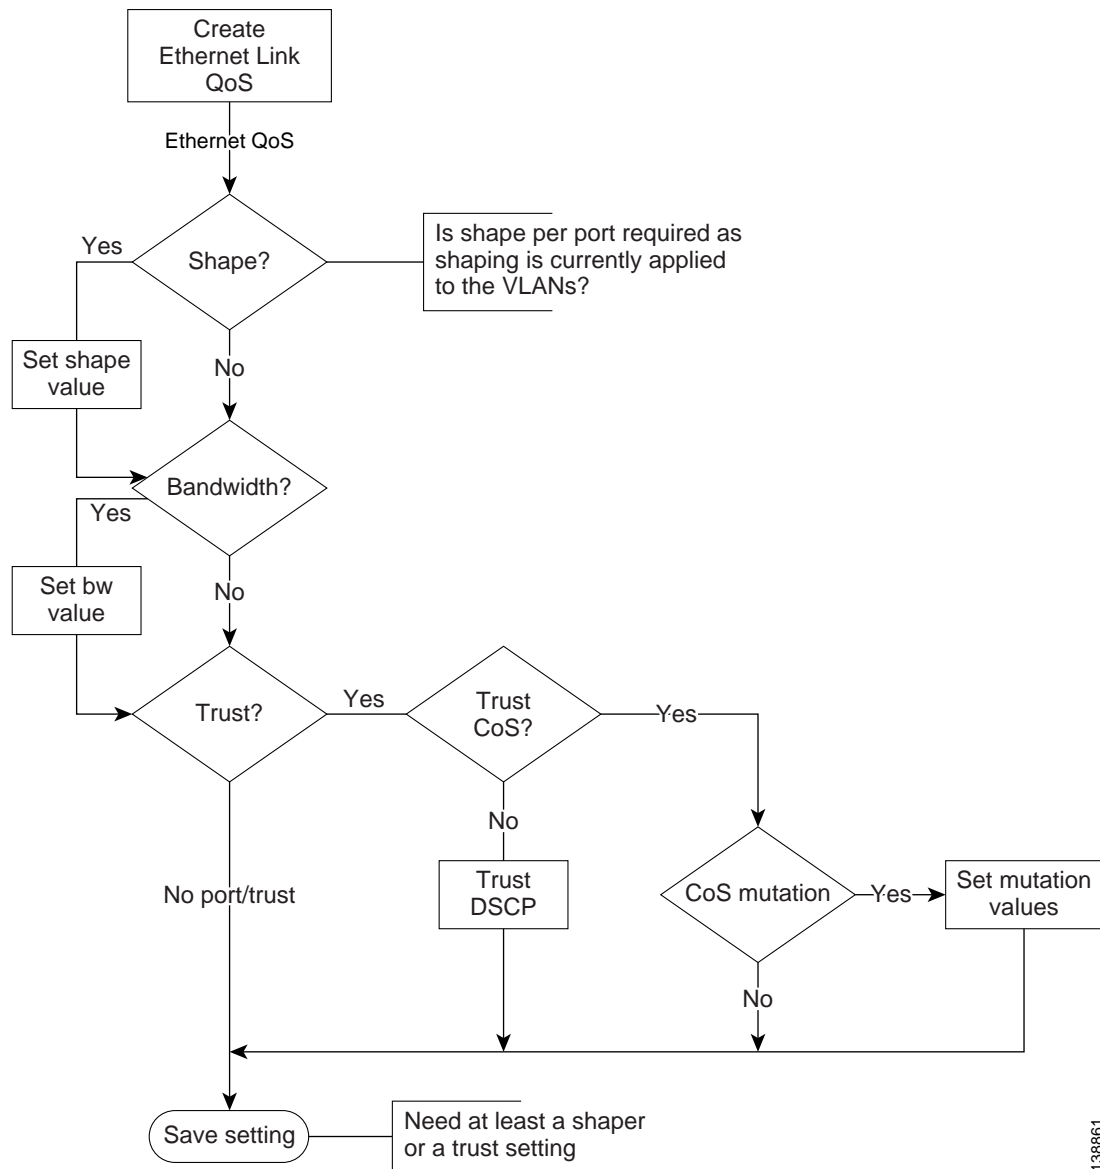 Create
Ethernet Link
QoS
Ethernet QoS
Yes
Shape?
Is shape per port required as
shaping is currently applied
to the VLANs?
Set shape
value
No
Bandwidth?
Yes
Set bw
value
No
Trust?
Yes
Trust
CoS?
Yes
No
No port/trust
Trust
DSCP
CoS mutation
Yes
Set mutation
values
No
Save setting
Need at least a shaper
or a trust setting
138861